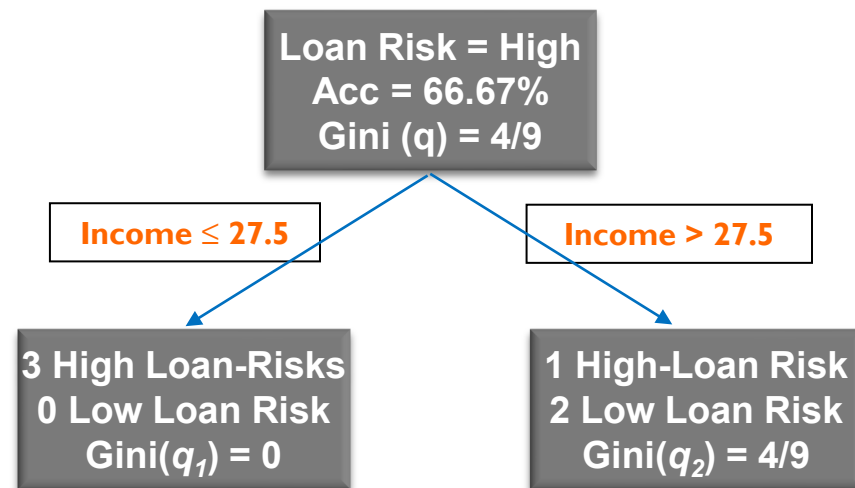 Loan Risk = High
Acc = 66.67%
Gini (q) = 4/9
Income ≤ 27.5
Income > 27.5
3 High Loan-Risks
0 Low Loan Risk
Gini(q₁) = 0
1 High-Loan Risk
2 Low Loan Risk
Gini(q₂) = 4/9